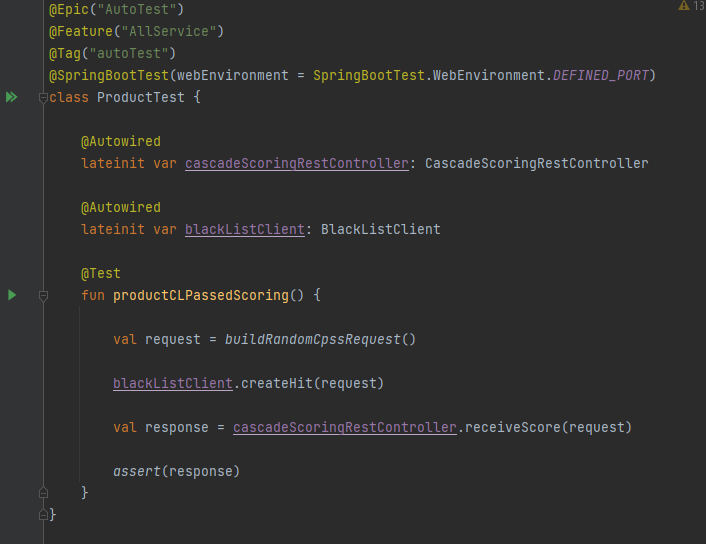 @Epic("AutoTest")
13
@Feature("AllService")
@Tag("autoTest")
@SpringBootTest(webEnvironment = SpringBootTest.WebEnvironment.DEFINED_PORT)
class ProductTest {
@Autowired
lateinit var cascadeScoringRestController: CascadeScoringRestController
@Autowired
lateinit var blackListClient: BlackListClient
@Test
fun productCLPassedScoring() {
val request = buildRandomCpssRequest()
blackListClient.createHit(request)
val response = cascadeScoringRestController.receiveScore(request)
assert(response)
}
}